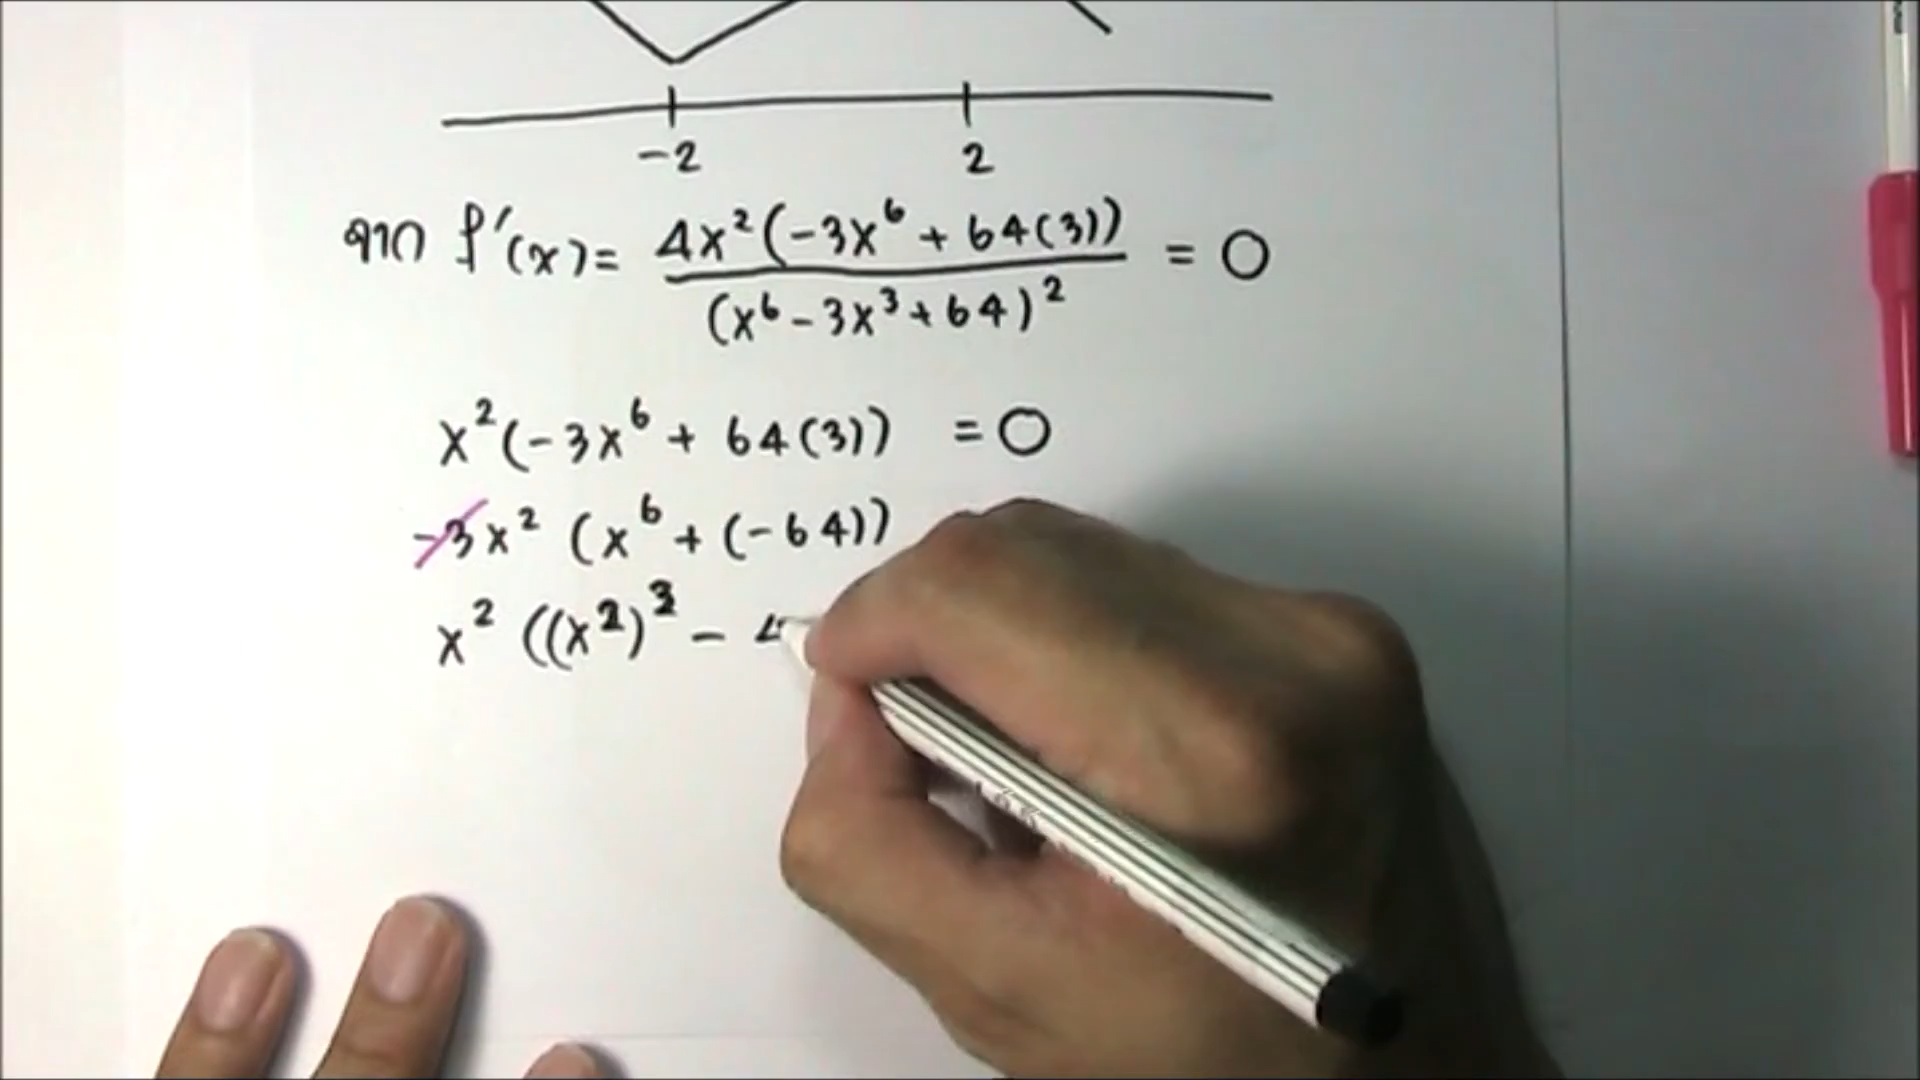 -2 2
จาก f'(x) = 4x²(-3x⁶ + 64(3)) / (x⁶ - 3x³ + 64)² = 0
x²(-3x⁶ + 64(3)) = 0
-3x² (x⁶ + (-64))
x² ((x²)³ - 4